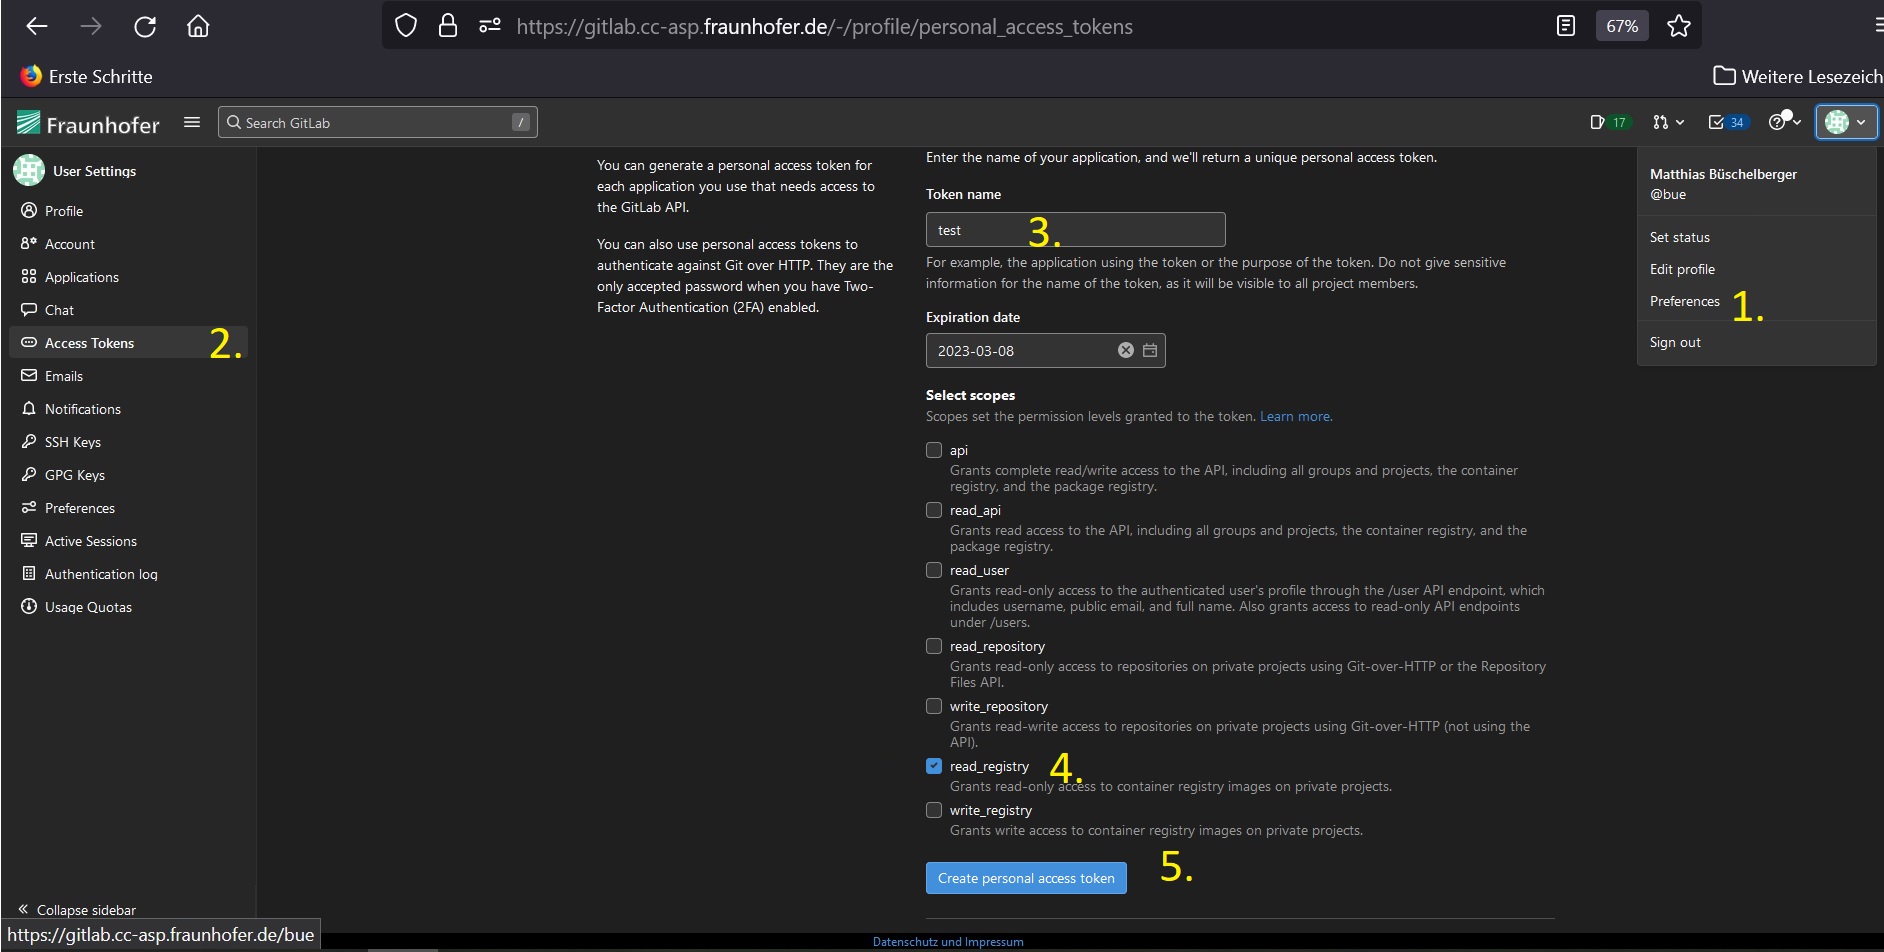 https://gitlab.cc-asp.fraunhofer.de/-/profile/personal_access_tokens
67%
Erste Schritte
Weitere Lesezeich
Fraunhofer
Search GitLab
/
17
34
User Settings
Profile
Account
Applications
Chat
Access Tokens
2.
Emails
Notifications
SSH Keys
GPG Keys
Preferences
Active Sessions
Authentication log
Usage Quotas
Collapse sidebar
https://gitlab.cc-asp.fraunhofer.de/bue
You can generate a personal access token for
each application you use that needs access to
the GitLab API.
You can also use personal access tokens to
authenticate against Git over HTTP. They are the
only accepted password when you have Two-
Factor Authentication (2FA) enabled.
Enter the name of your application, and we'll return a unique personal access token.
Token name
test
3.
For example, the application using the token or the purpose of the token. Do not give sensitive
information for the name of the token, as it will be visible to all project members.
Expiration date
2023-03-08
Select scopes
Scopes set the permission levels granted to the token. Learn more.
api
Grants complete read/write access to the API, including all groups and projects, the container
registry, and the package registry.
read_api
Grants read access to the API, including all groups and projects, the container registry, and the
package registry.
read_user
Grants read-only access to the authenticated user's profile through the /user API endpoint, which
includes username, public email, and full name. Also grants access to read-only API endpoints
under /users.
read_repository
Grants read-only access to repositories on private projects using Git-over-HTTP or the Repository
Files API.
write_repository
Grants read-write access to repositories on private projects using Git-over-HTTP (not using the
API).
read_registry
4.
Grants read-only access to container registry images on private projects.
write_registry
Grants write access to container registry images on private projects.
Create personal access token
5.
Datenschutz und Impressum
Matthias Büschelberger
@bue
Set status
Edit profile
Preferences
1.
Sign out